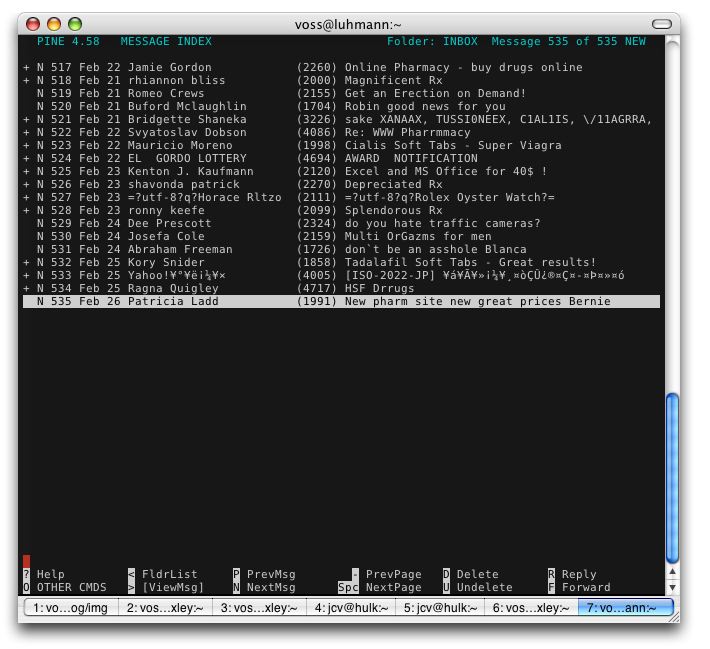 voss@luhmann:~
PINE 4.58 MESSAGE INDEX Folder: INBOX Message 535 of 535 NEW
+ N 517 Feb 22 Jamie Gordon (2260) Online Pharmacy - buy drugs online
+ N 518 Feb 21 rhiannon bliss (2000) Magnificent Rx
N 519 Feb 21 Romeo Crews (2155) Get an Erection on Demand!
N 520 Feb 21 Buford Mclaughlin (1704) Robin good news for you
+ N 521 Feb 21 Bridgette Shaneka (3226) sake XANAAX, TUSSI0NEEX, C1AL1IS, \/11AGRRA,
+ N 522 Feb 22 Svyatoslav Dobson (4086) Re: WWW Pharrmmacy
+ N 523 Feb 22 Mauricio Moreno (1998) Cialis Soft Tabs - Super Viagra
+ N 524 Feb 22 EL GORDO LOTTERY (4694) AWARD NOTIFICATION
+ N 525 Feb 23 Kenton J. Kaufmann (2120) Excel and MS Office for 40$ !
+ N 526 Feb 23 shavonda patrick (2270) Depreciated Rx
+ N 527 Feb 23 =?utf-8?q?Horace Rltzo (2111) =?utf-8?q?Rolex Oyster Watch?=
+ N 528 Feb 23 ronny keefe (2099) Splendorous Rx
N 529 Feb 24 Dee Prescott (2324) do you hate traffic cameras?
N 530 Feb 24 Josefa Cole (2159) Multi OrGazms for men
N 531 Feb 24 Abraham Freeman (1726) don`t be an asshole Blanca
+ N 532 Feb 25 Kory Snider (1858) Tadalafil Soft Tabs - Great results!
+ N 533 Feb 25 Yahoo!¥°¥ë¡¼¥× (4005) [ISO-2022-JP] ¥á¥Ã¥»¡¼¥¸¤òÇÜ¿®¤Ç¤­¤Þ¤»¤ó
+ N 534 Feb 25 Ragna Quigley (4717) HSF Drrugs
N 535 Feb 26 Patricia Ladd (1991) New pharm site new great prices Bernie
? Help < FldrList P PrevMsg - PrevPage D Delete R Reply
O OTHER CMDS > [ViewMsg] N NextMsg Spc NextPage U Undelete F Forward
1: vo...og/img 2: vos...xley:~ 3: vos...xley:~ 4: jcv@hulk:~ 5: jcv@hulk:~ 6: vos...xley:~ 7: vo...ann:~